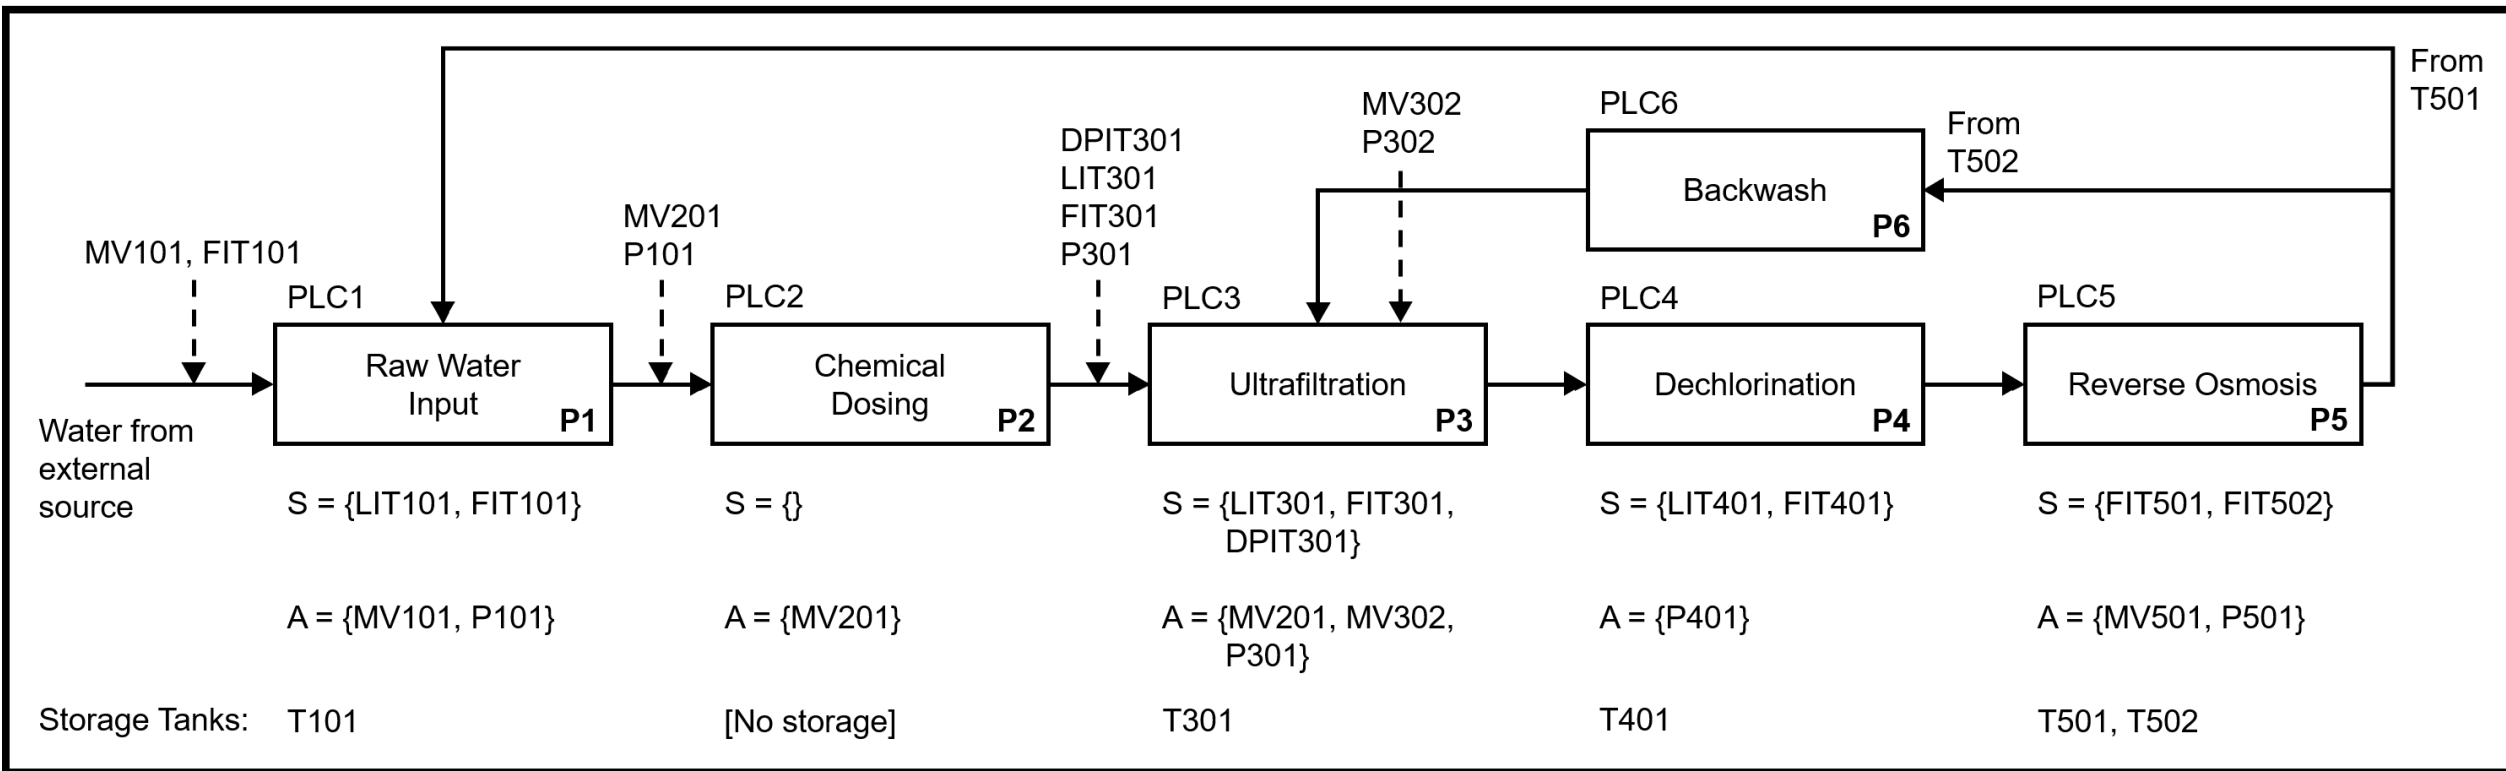 From
T501
MV302
P302
PLC6
From
T502
Backwash
P6
DPIT301
LIT301
FIT301
P301
MV201
P101
MV101, FIT101
PLC1
Raw Water
Input
P1
PLC2
Chemical
Dosing
P2
PLC3
Ultrafiltration
P3
PLC4
Dechlorination
P4
PLC5
Reverse Osmosis
P5
Water from
external
source
S = {LIT101, FIT101}
S = {}
S = {LIT301, FIT301,
DPIT301}
S = {LIT401, FIT401}
S = {FIT501, FIT502}
A = {MV101, P101}
A = {MV201}
A = {MV201, MV302,
P301}
A = {P401}
A = {MV501, P501}
Storage Tanks:
T101
[No storage]
T301
T401
T501, T502